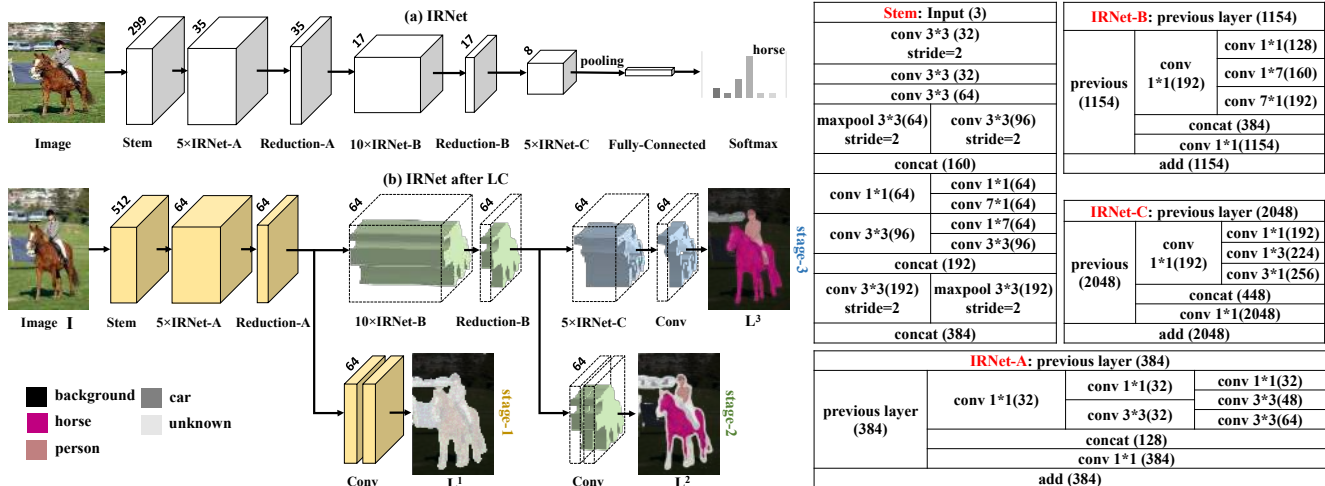 (a) IRNet
299
35
35
17
17
8
pooling
horse
Image
Stem
5×IRNet-A
Reduction-A
10×IRNet-B
Reduction-B
5×IRNet-C
Fully-Connected
Softmax
(b) IRNet after LC
512
64
64
64
64
64
64
stage-3
Image I
Stem
5×IRNet-A
Reduction-A
10×IRNet-B
Reduction-B
5×IRNet-C
Conv
L³
64
stage-1
Conv
L¹
64
stage-2
Conv
L²
background
horse
person
car
unknown
Stem: Input (3)
conv 3*3 (32)
stride=2
conv 3*3 (32)
conv 3*3 (64)
maxpool 3*3(64)
stride=2
conv 3*3(96)
stride=2
concat (160)
conv 1*1(64)
conv 3*3(96)
conv 1*1(64)
conv 7*1(64)
conv 1*7(64)
conv 3*3(96)
concat (192)
conv 3*3(192)
stride=2
maxpool 3*3(192)
stride=2
concat (384)
IRNet-B: previous layer (1154)
previous
(1154)
conv
1*1(192)
conv 1*1(128)
conv 1*7(160)
conv 7*1(192)
concat (384)
conv 1*1(1154)
add (1154)
IRNet-C: previous layer (2048)
previous
(2048)
conv
1*1(192)
conv 1*1(192)
conv 1*3(224)
conv 3*1(256)
concat (448)
conv 1*1(2048)
add (2048)
IRNet-A: previous layer (384)
previous layer
(384)
conv 1*1(32)
conv 1*1(32)
conv 3*3(32)
conv 1*1(32)
conv 3*3(48)
conv 3*3(64)
concat (128)
conv 1*1 (384)
add (384)